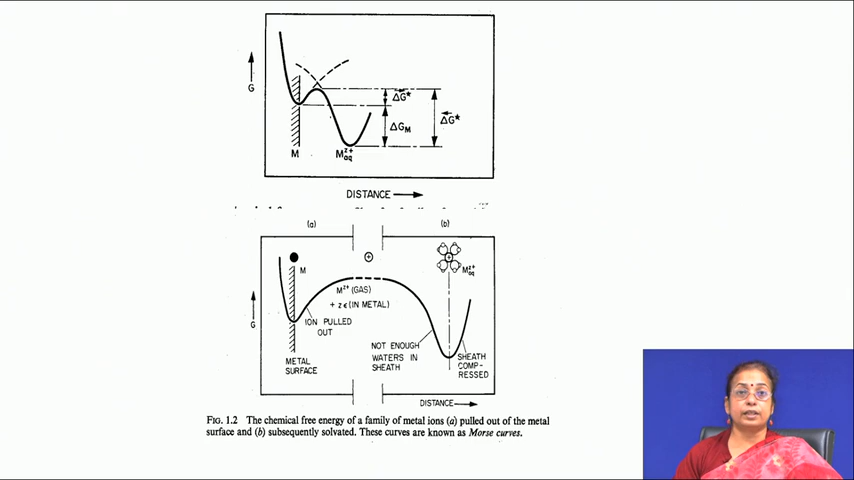 G
ΔG*
ΔG_M
ΔG*
M
M^{z+}_{aq}
DISTANCE
(a)
(b)
M
M^{z+}_{aq}
M^{z+} (GAS)
+ zε (IN METAL)
G
ION PULLED
OUT
NOT ENOUGH
WATERS IN
SHEATH
SHEATH
COMP-
RESSED
METAL
SURFACE
DISTANCE
FIG. 1.2 The chemical free energy of a family of metal ions (a) pulled out of the metal
surface and (b) subsequently solvated. These curves are known as Morse curves.